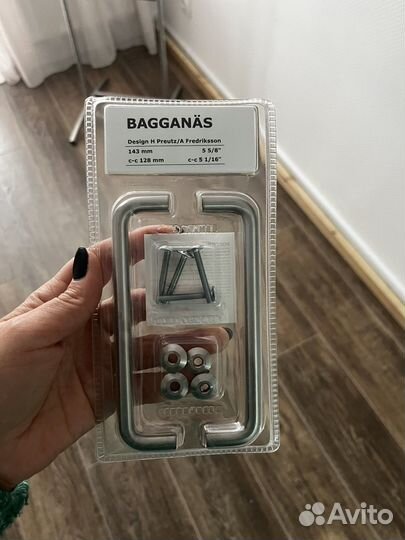 BAGGANÄS
Design H Preutz/A Fredriksson
143 mm 5 5/8"
c-c 128 mm c-c 5 1/16"
Avito